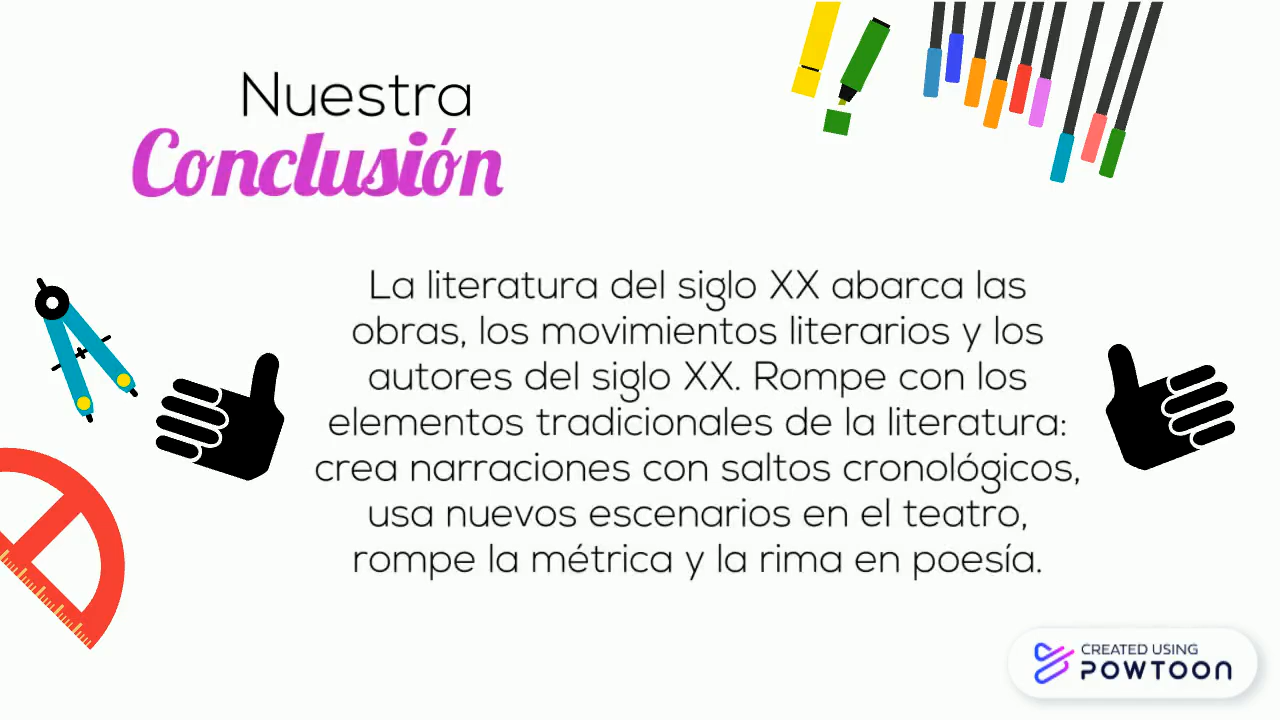 Nuestra
Conclusión
La literatura del siglo XX abarca las
obras, los movimientos literarios y los
autores del siglo XX. Rompe con los
elementos tradicionales de la literatura:
crea narraciones con saltos cronológicos,
usa nuevos escenarios en el teatro,
rompe la métrica y la rima en poesía.
CREATED USING
POWTOON